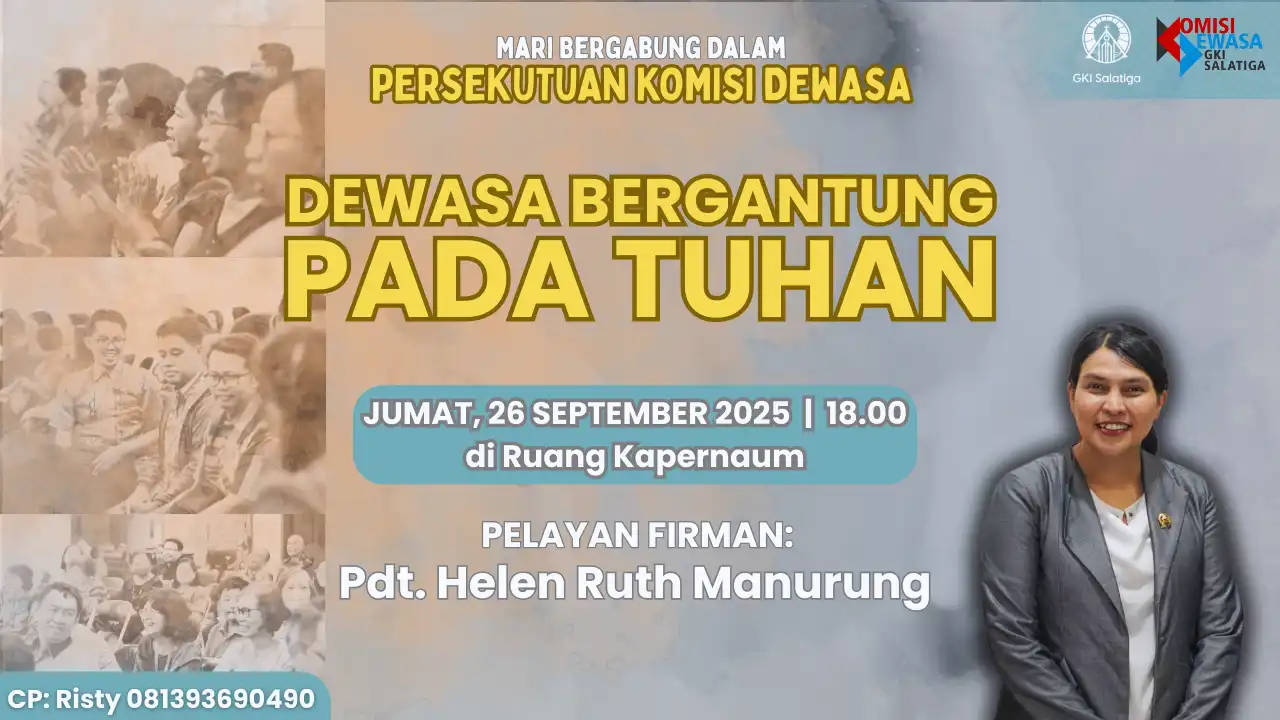 MARI BERGABUNG DALAM
PERSEKUTUAN KOMISI DEWASA
GKI Salatiga
KOMISI
DEWASA
GKI
SALATIGA
DEWASA BERGANTUNG
PADA TUHAN
JUMAT, 26 SEPTEMBER 2025 | 18.00
di Ruang Kapernaum
PELAYAN FIRMAN:
Pdt. Helen Ruth Manurung
CP: Risty 081393690490